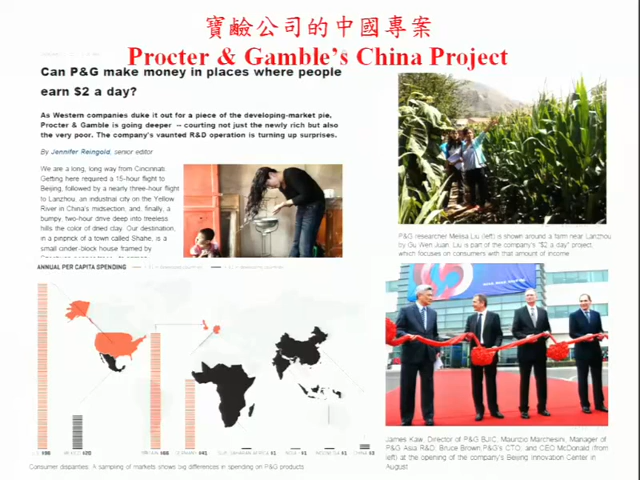 寶鹼公司的中國專案
Procter & Gamble's China Project
Can P&G make money in places where people
earn $2 a day?
As Western companies duke it out for a piece of the developing-market pie,
Procter & Gamble is going deeper -- courting not just the newly rich but also
the very poor. The company's vaunted R&D operation is turning up surprises.
By Jennifer Reingold, senior editor
We are a long, long way from Cincinnati.
Getting here required a 15-hour flight to
Beijing, followed by a nearly three-hour flight
to Lanzhou, an industrial city on the Yellow
River in China's midsection, and, finally, a
bumpy, two-hour drive deep into treeless
hills the color of dried clay. Our destination,
in a pinprick of a town called Shahe, is a
small cinder-block house framed by
P&G researcher Messa Liu (left) is shown around a farm near Lanzhou
by Gu Wen Juan. Liu is part of the company's "$2 a day" project,
which focuses on consumers with that amount of income
ANNUAL PER CAPITA SPENDING
Consumer disparities: A sampling of markets shows big differences in spending on P&G products
James Kaw, Director of P&G BJIC, Maurizio Marchesini, Manager of
P&G Asia R&D, Bruce Brown P&G's CTO, and CEO McDonald (from
left) at the opening of the company's Beijing Innovation Center in
August